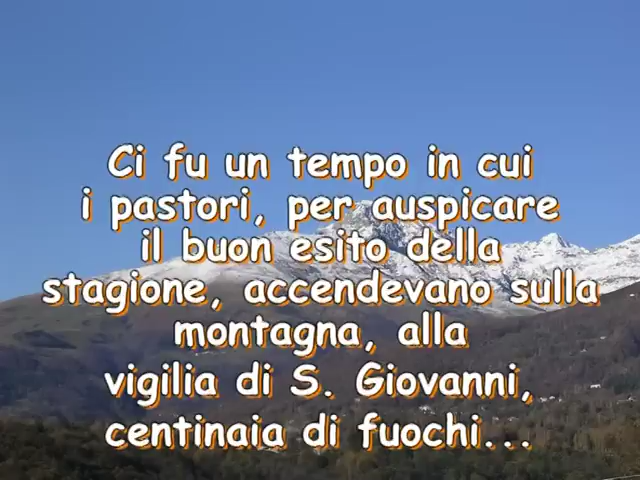 Ci fu un tempo in cui
i pastori, per auspicare
il buon esito della
stagione, accendevano sulla
montagna, alla
vigilia di S. Giovanni,
centinaia di fuochi...